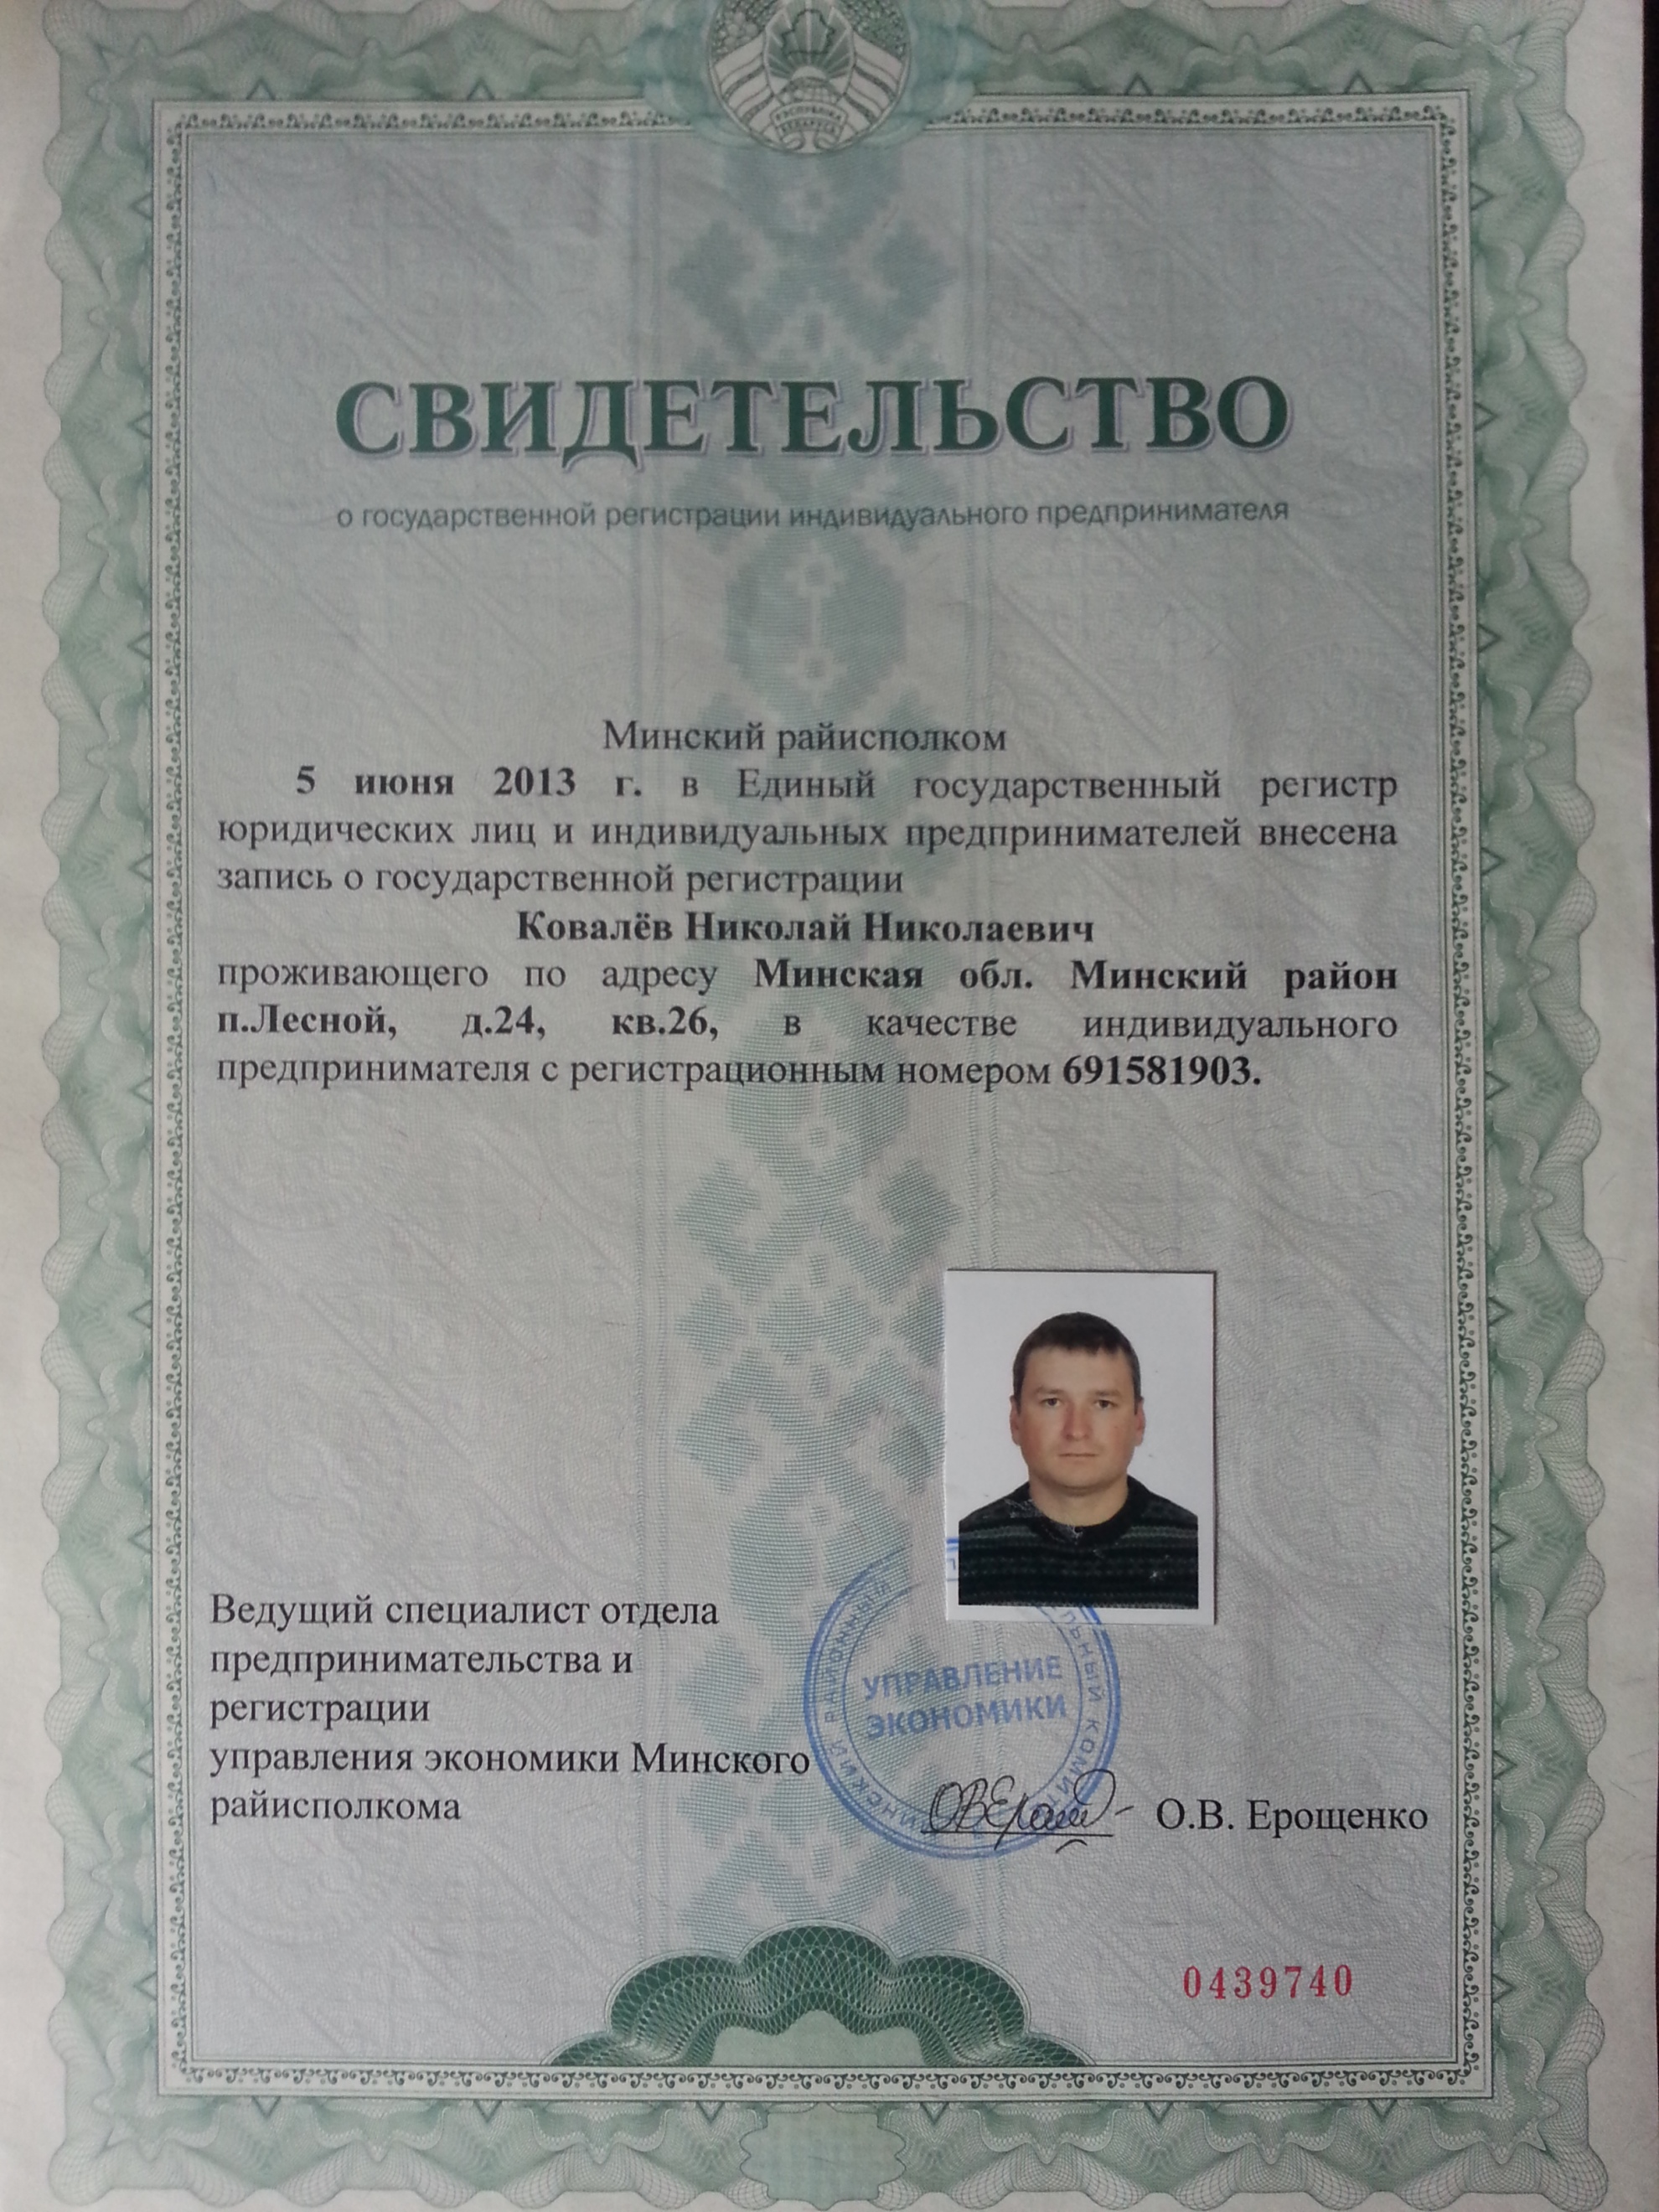 РЭСПУБЛІКА
БЕЛАРУСЬ
СВИДЕТЕЛЬСТВО
о государственной регистрации индивидуального предпринимателя
Минский райисполком
5 июня 2013 г. в Единый государственный регистр
юридических лиц и индивидуальных предпринимателей внесена
запись о государственной регистрации
Ковалёв Николай Николаевич
проживающего по адресу Минская обл. Минский район
п.Лесной, д.24, кв.26, в качестве индивидуального
предпринимателя с регистрационным номером 691581903.
Ведущий специалист отдела
предпринимательства и
регистрации
управления экономики Минского
райисполкома
УПРАВЛЕНИЕ
ЭКОНОМИКИ
О.В. Ерощенко
0439740